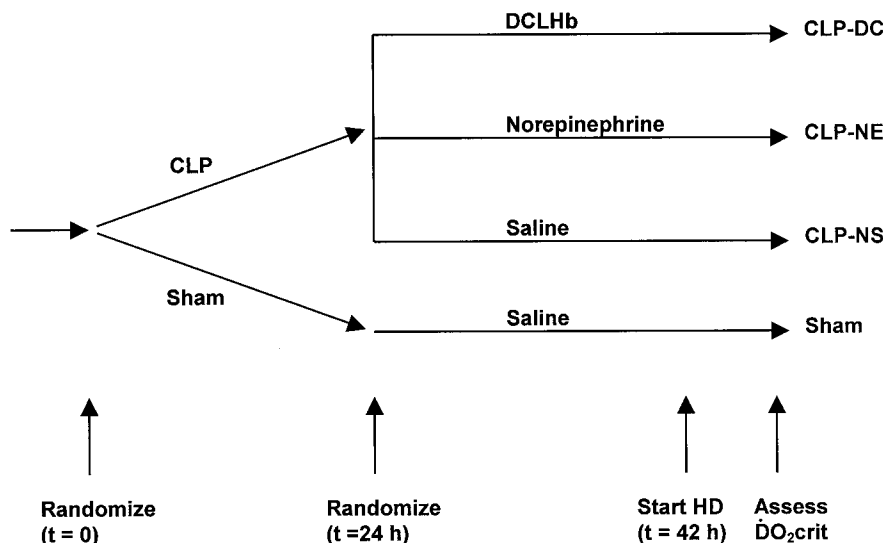 DCLHb
CLP-DC
Norepinephrine
CLP-NE
CLP
Saline
CLP-NS
Sham
Saline
Sham
Randomize
(t = 0)
Randomize
(t =24 h)
Start HD
(t = 42 h)
Assess
ḊO₂crit